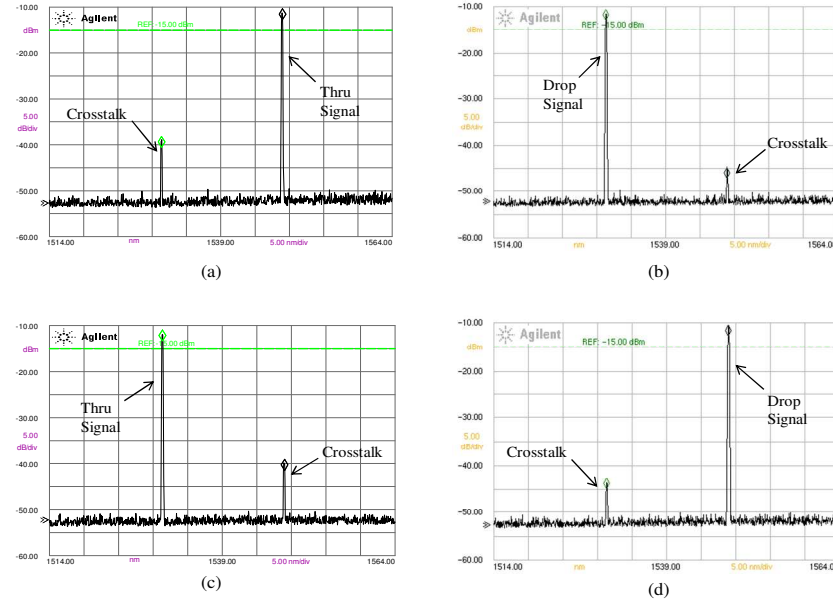 -10.00
Agilent
REF: -15.00 dBm
dBm
-20.00
Thru
Signal
-30.00
Crosstalk
5.00
dB/div
-40.00
-50.00
-60.00
1514.00
nm
1539.00
5.00 nm/div
1564.00
(a)
-10.00
Agilent
REF: -15.00 dBm
dBm
-20.00
Drop
Signal
-30.00
5.00
dB/div
-40.00
Crosstalk
-50.00
-60.00
1514.00
nm
1539.00
5.00 nm/div
1564.00
(b)
-10.00
Agilent
REF: -15.00 dBm
dBm
-20.00
Thru
Signal
-30.00
5.00
dB/div
-40.00
Crosstalk
-50.00
-60.00
1514.00
nm
1539.00
5.00 nm/div
1564.00
(c)
-10.00
Agilent
REF: -15.00 dBm
dBm
-20.00
Drop
Signal
-30.00
5.00
dB/div
-40.00
Crosstalk
-50.00
-60.00
1514.00
nm
1539.00
5.00 nm/div
1564.00
(d)